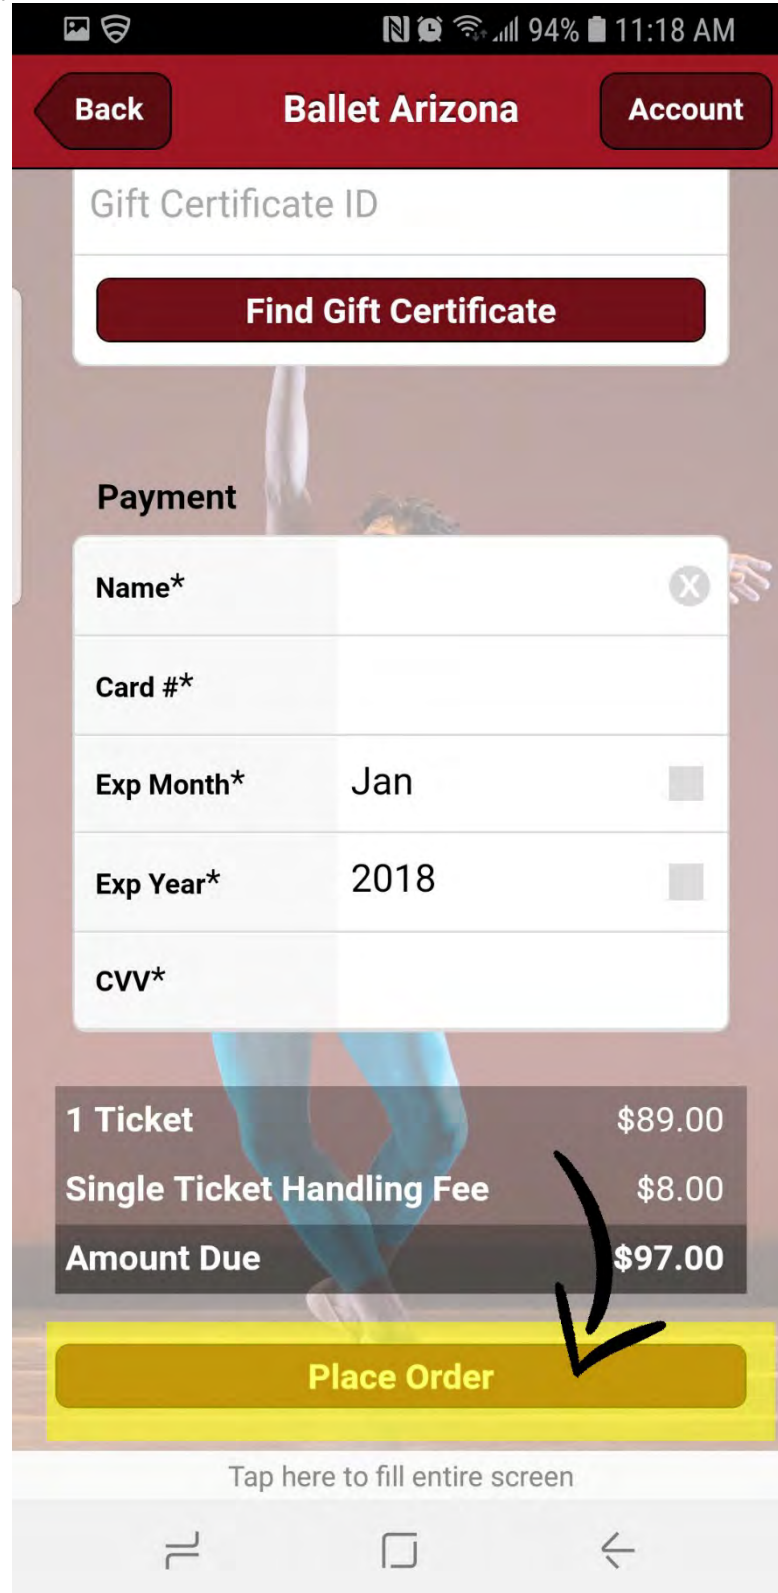 94% 11:18 AM
Back Ballet Arizona Account
Gift Certificate ID
Find Gift Certificate
Payment
Name*
X
Card #*
Exp Month* Jan
Exp Year* 2018
CVV*
1 Ticket $89.00
Single Ticket Handling Fee $8.00
Amount Due $97.00
Place Order
Tap here to fill entire screen